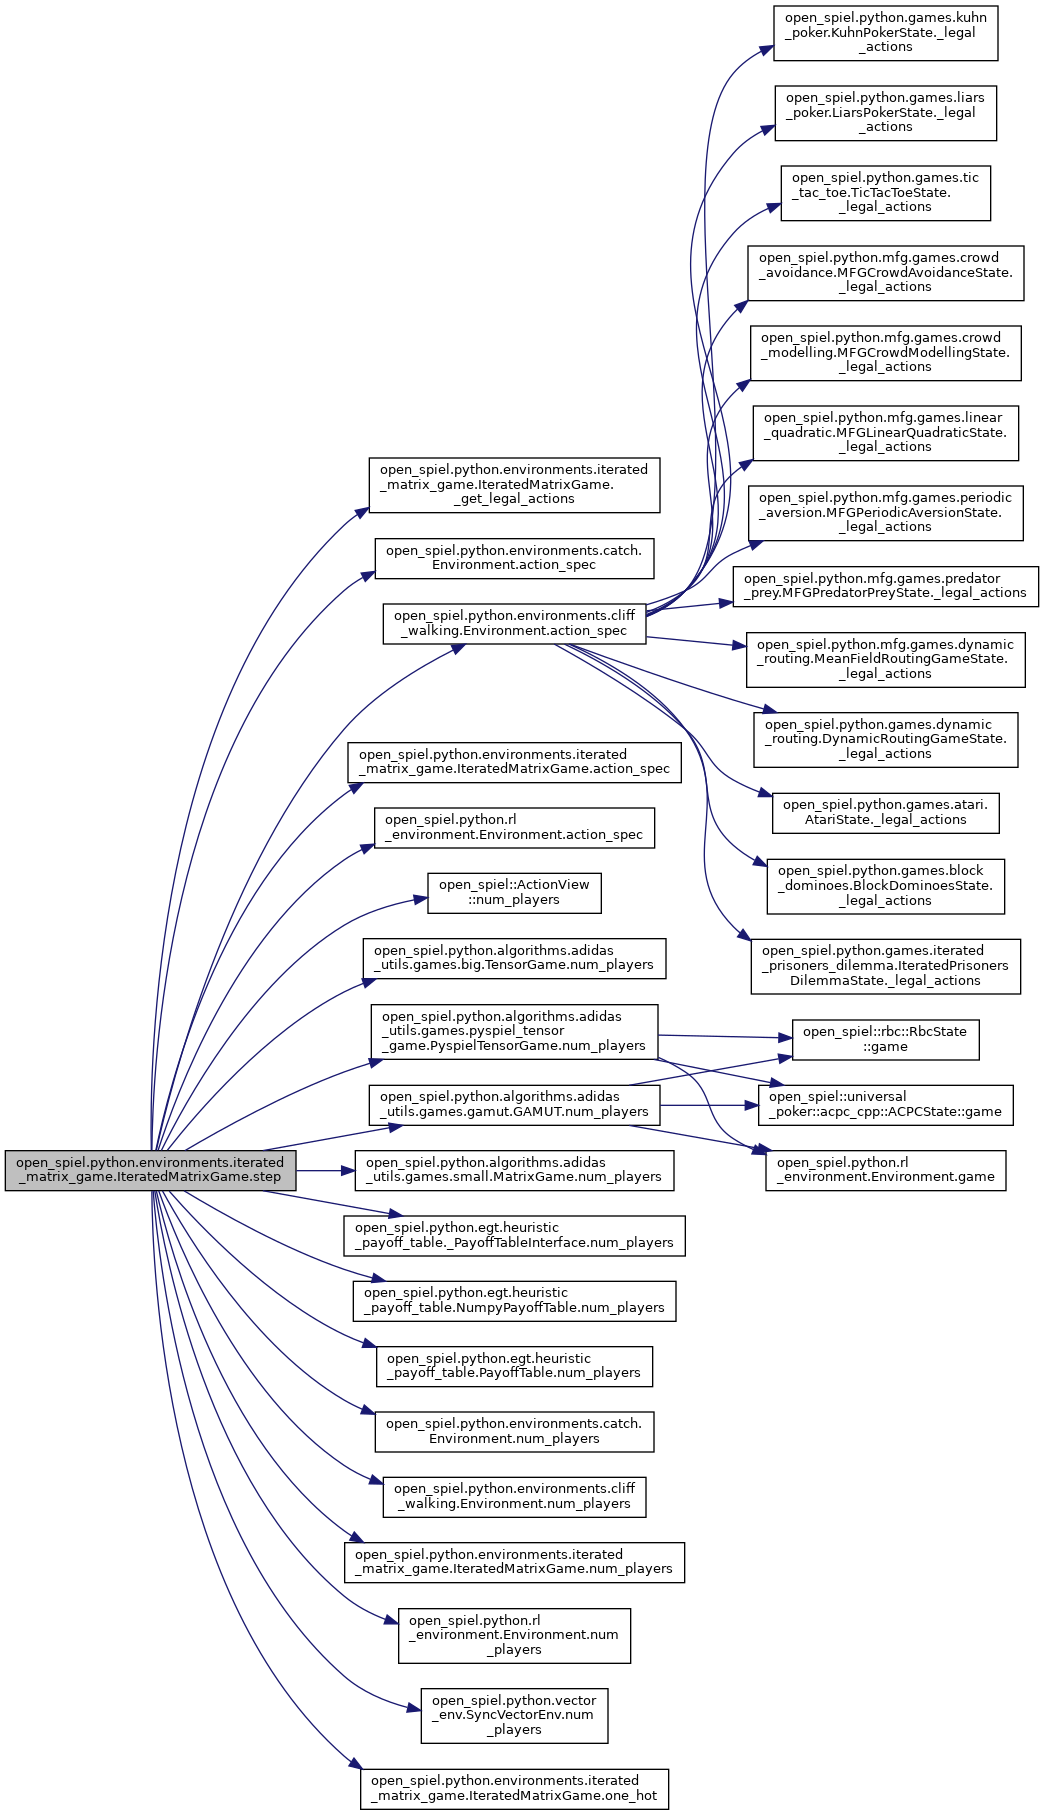 open_spiel.python.games.kuhn
_poker.KuhnPokerState._legal
_actions
open_spiel.python.games.liars
_poker.LiarsPokerState._legal
_actions
open_spiel.python.games.tic
_tac_toe.TicTacToeState.
_legal_actions
open_spiel.python.mfg.games.crowd
_avoidance.MFGCrowdAvoidanceState.
_legal_actions
open_spiel.python.mfg.games.crowd
_modelling.MFGCrowdModellingState.
_legal_actions
open_spiel.python.mfg.games.linear
_quadratic.MFGLinearQuadraticState.
_legal_actions
open_spiel.python.environments.iterated
_matrix_game.IteratedMatrixGame.
_get_legal_actions
open_spiel.python.mfg.games.periodic
_aversion.MFGPeriodicAversionState.
_legal_actions
open_spiel.python.environments.catch.
Environment.action_spec
open_spiel.python.mfg.games.predator
_prey.MFGPredatorPreyState._legal_actions
open_spiel.python.environments.cliff
_walking.Environment.action_spec
open_spiel.python.mfg.games.dynamic
_routing.MeanFieldRoutingGameState.
_legal_actions
open_spiel.python.games.dynamic
_routing.DynamicRoutingGameState.
_legal_actions
open_spiel.python.environments.iterated
_matrix_game.IteratedMatrixGame.action_spec
open_spiel.python.games.atari.
AtariState._legal_actions
open_spiel.python.rl
_environment.Environment.action_spec
open_spiel.python.games.block
_dominoes.BlockDominoesState.
_legal_actions
open_spiel::ActionView
::num_players
open_spiel.python.games.iterated
_prisoners_dilemma.IteratedPrisoners
DilemmaState._legal_actions
open_spiel.python.algorithms.adidas
_utils.games.big.TensorGame.num_players
open_spiel.python.algorithms.adidas
_utils.games.pyspiel_tensor
_game.PyspielTensorGame.num_players
open_spiel::rbc::RbcState
::game
open_spiel.python.algorithms.adidas
_utils.games.gamut.GAMUT.num_players
open_spiel::universal
_poker::acpc_cpp::ACPCState::game
open_spiel.python.environments.iterated
_matrix_game.IteratedMatrixGame.step
open_spiel.python.algorithms.adidas
_utils.games.small.MatrixGame.num_players
open_spiel.python.rl
_environment.Environment.game
open_spiel.python.egt.heuristic
_payoff_table._PayoffTableInterface.num_players
open_spiel.python.egt.heuristic
_payoff_table.NumpyPayoffTable.num_players
open_spiel.python.egt.heuristic
_payoff_table.PayoffTable.num_players
open_spiel.python.environments.catch.
Environment.num_players
open_spiel.python.environments.cliff
_walking.Environment.num_players
open_spiel.python.environments.iterated
_matrix_game.IteratedMatrixGame.num_players
open_spiel.python.rl
_environment.Environment.num
_players
open_spiel.python.vector
_env.SyncVectorEnv.num
_players
open_spiel.python.environments.iterated
_matrix_game.IteratedMatrixGame.one_hot